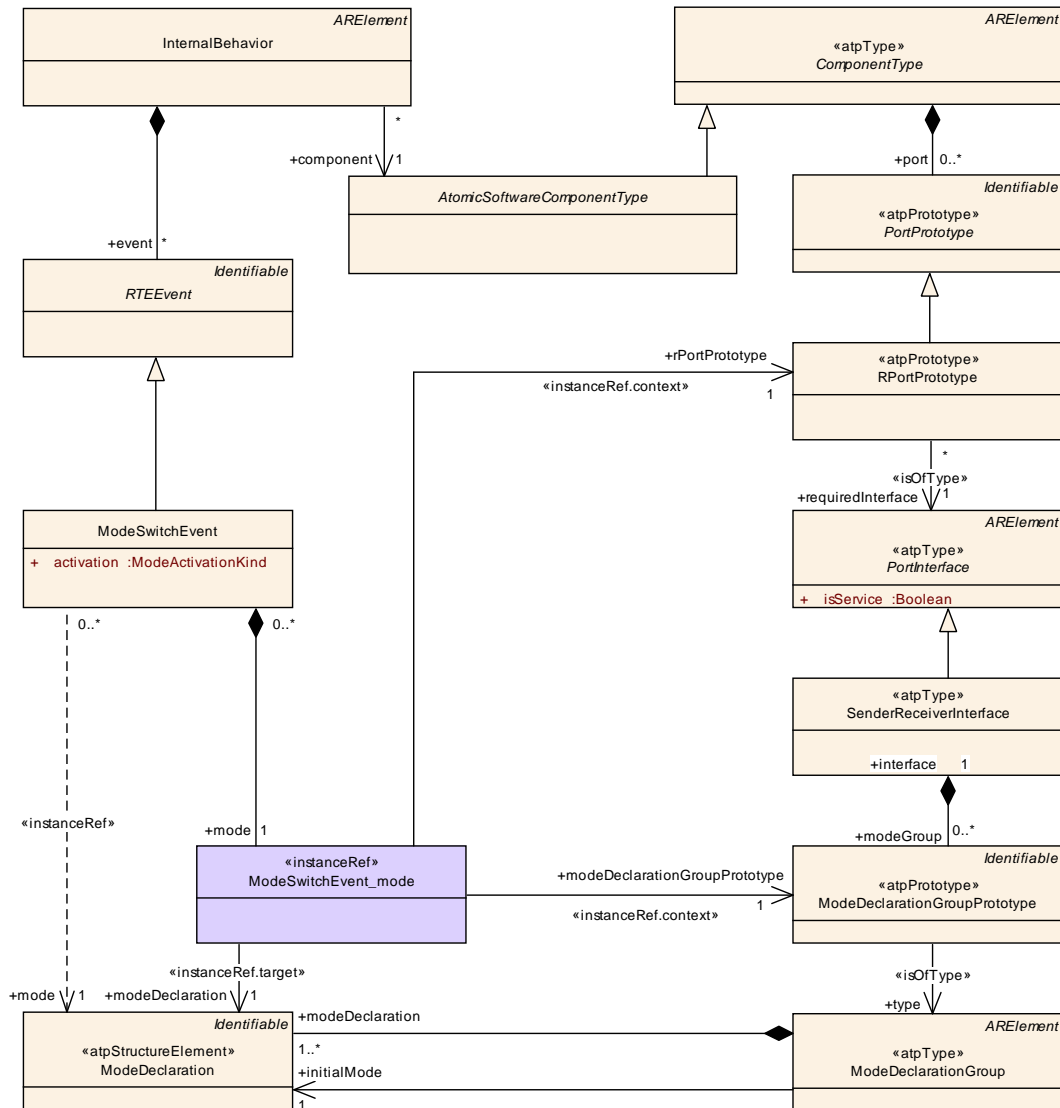 ARElement
InternalBehavior
ARElement
«atpType»
ComponentType
*
+component
1
+port
0..*
AtomicSoftwareComponentType
Identifiable
«atpPrototype»
PortPrototype
+event
*
Identifiable
RTEEvent
+rPortPrototype
«instanceRef.context»
1
«atpPrototype»
RPortPrototype
*
«isOfType»
+requiredInterface
1
ModeSwitchEvent
+ activation :ModeActivationKind
ARElement
«atpType»
PortInterface
+ isService :Boolean
0..*
0..*
«atpType»
SenderReceiverInterface
+interface
1
«instanceRef»
+mode
1
+modeGroup
0..*
«instanceRef»
ModeSwitchEvent_mode
+modeDeclarationGroupPrototype
«instanceRef.context»
1
Identifiable
«atpPrototype»
ModeDeclarationGroupPrototype
«instanceRef.target»
+mode
1
+modeDeclaration
1
«isOfType»
+type
Identifiable
«atpStructureElement»
ModeDeclaration
+modeDeclaration
1..*
+initialMode
1
ARElement
«atpType»
ModeDeclarationGroup